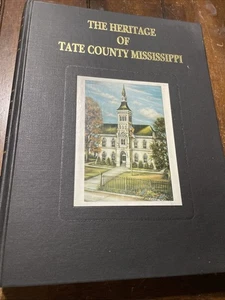 THE HERITAGE
OF
TATE COUNTY MISSISSIPPI